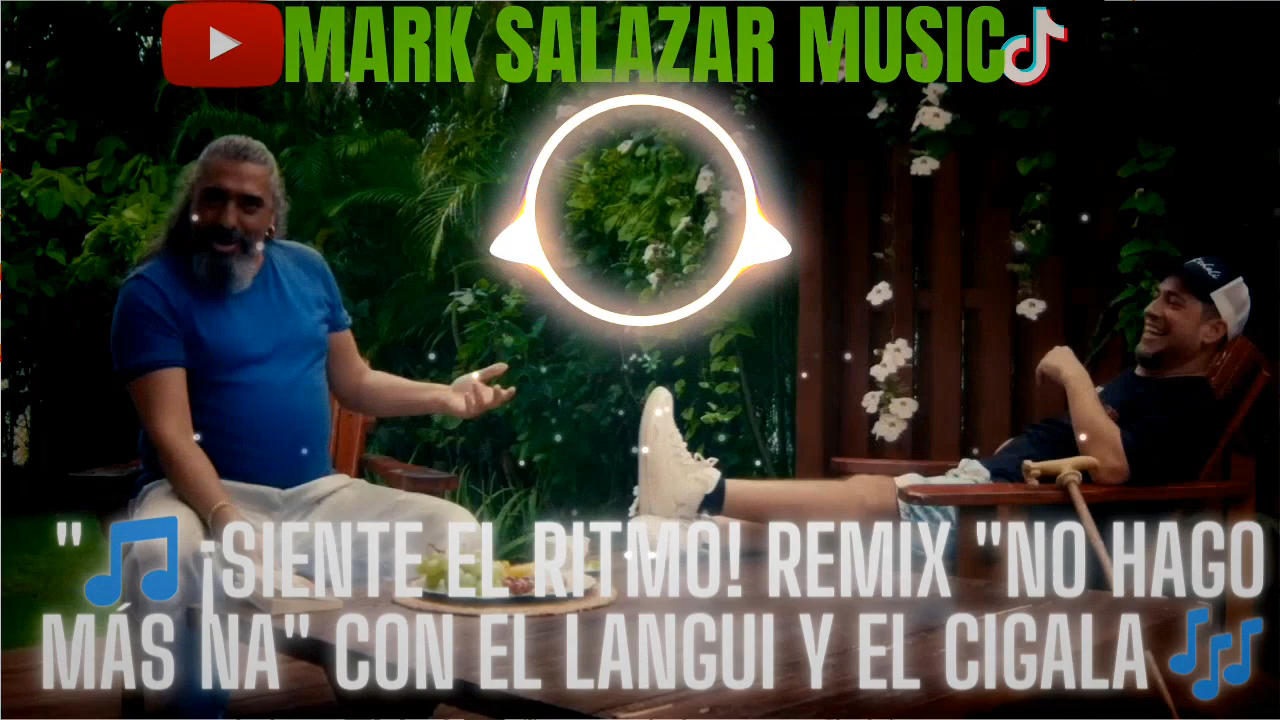 MARK SALAZAR MUSIC
"🎵 ¡SIENTE EL RITMO! REMIX "NO HAGO
MÁS NA" CON EL LANGUI Y EL CIGALA 🎶